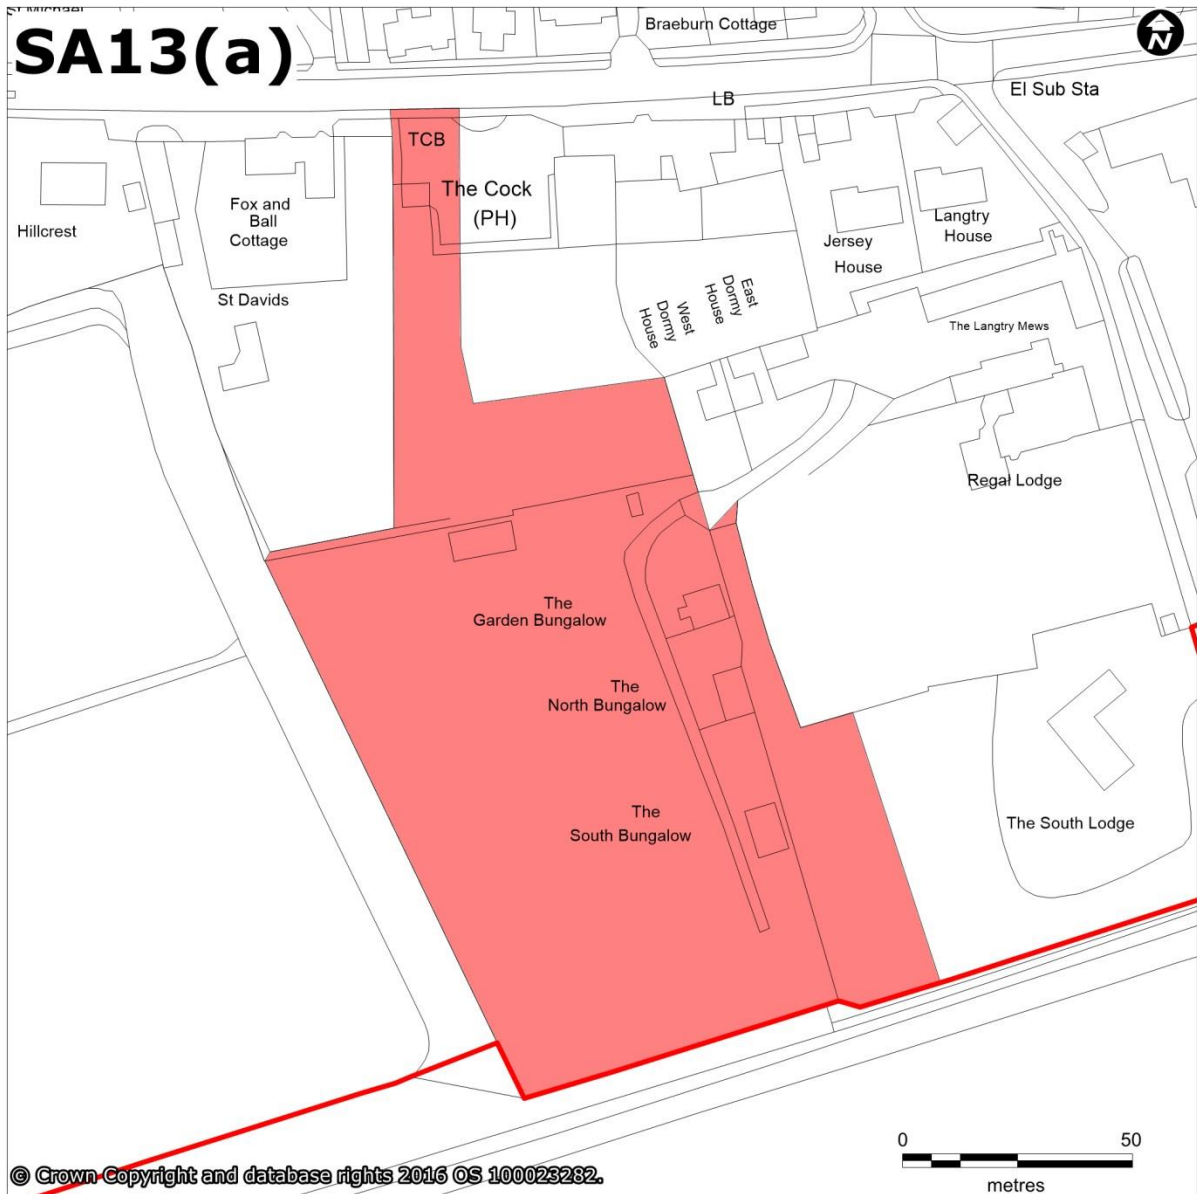 SA13(a)
Braeburn Cottage
N
LB
El Sub Sta
TCB
The Cock
(PH)
Hillcrest
Fox and
Ball
Cottage
St Davids
West
Dormy
House
East
Dormy
House
Jersey
House
Langtry
House
The Langtry Mews
Regal Lodge
The
Garden Bungalow
The
North Bungalow
The
South Bungalow
The South Lodge
0 50
metres
© Crown Copyright and database rights 2016 OS 100023282.